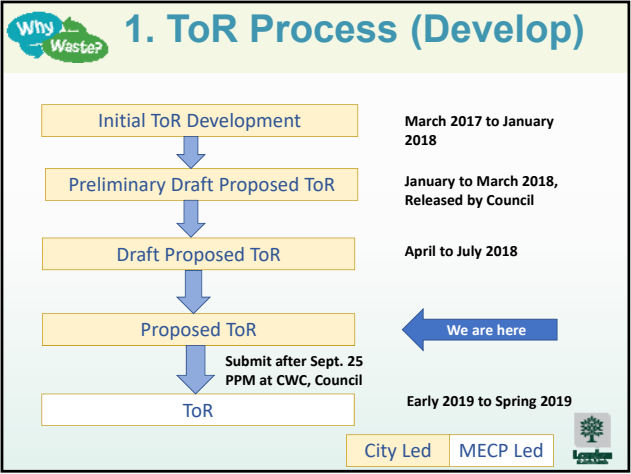 Why
Waste?
1. ToR Process (Develop)
Initial ToR Development
March 2017 to January
2018
Preliminary Draft Proposed ToR
January to March 2018,
Released by Council
Draft Proposed ToR
April to July 2018
Proposed ToR
We are here
Submit after Sept. 25
PPM at CWC, Council
ToR
Early 2019 to Spring 2019
City Led
MECP Led
London